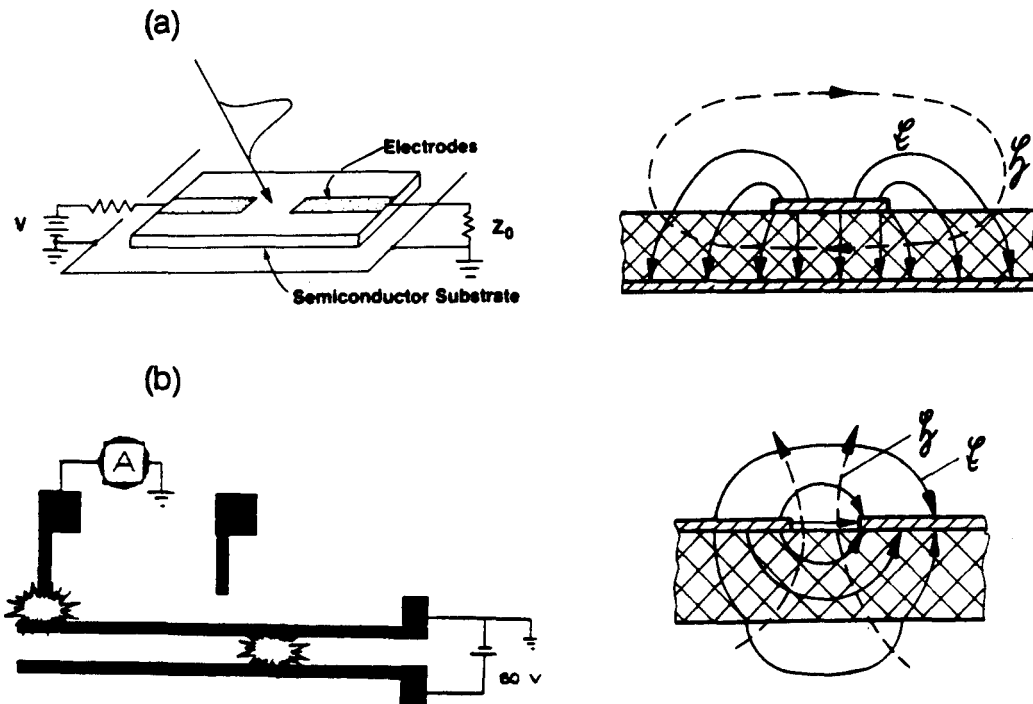 (a)
Electrodes
V
Z0
Semiconductor Substrate
E
H
(b)
A
60 V
H
E